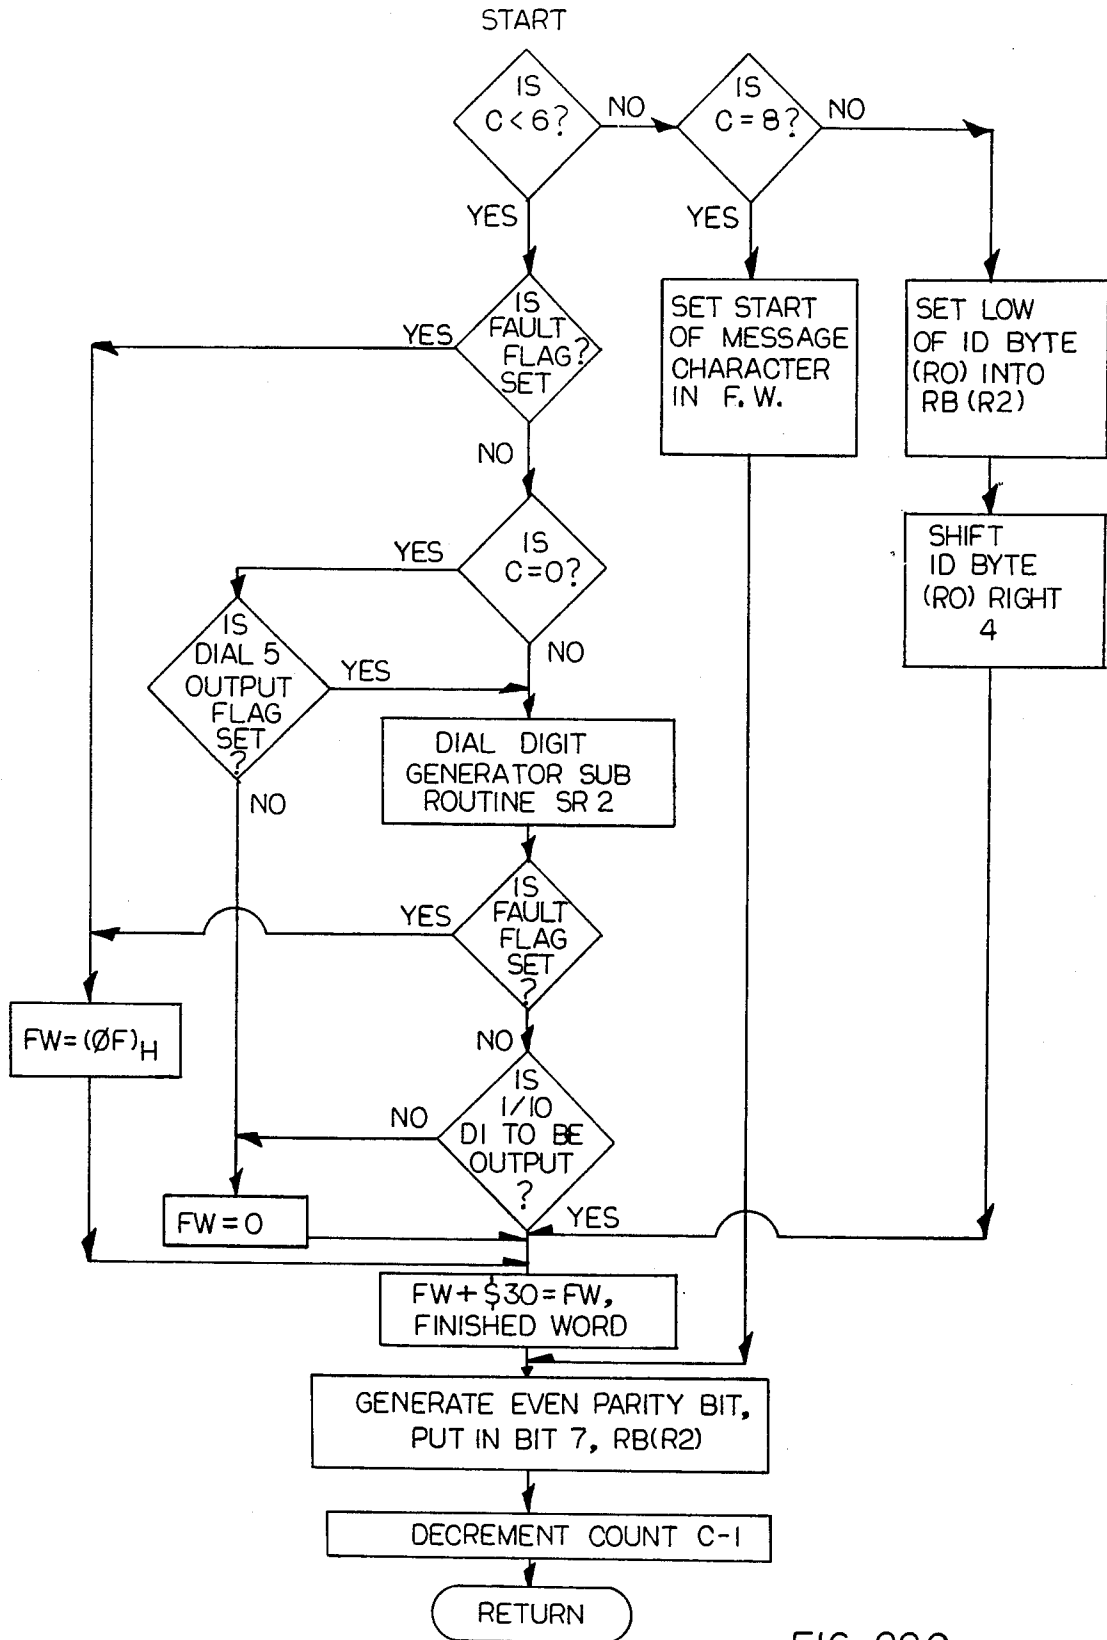 START
IS
C<6?
NO
IS
C=8?
NO
YES
YES
IS
FAULT
FLAG?
SET
YES
NO
SET START
OF MESSAGE
CHARACTER
IN F.W.
SET LOW
OF ID BYTE
(RO) INTO
RB(R2)
SHIFT
ID BYTE
(RO) RIGHT
4
IS
C=0?
YES
NO
IS
DIAL 5
OUTPUT
FLAG
SET
?
YES
NO
DIAL DIGIT
GENERATOR SUB
ROUTINE SR2
IS
FAULT
FLAG
SET
?
YES
NO
FW=(ØF)H
IS
1/10
DI TO BE
OUTPUT
?
NO
YES
FW=0
FW+$30=FW,
FINISHED WORD
GENERATE EVEN PARITY BIT,
PUT IN BIT 7, RB(R2)
DECREMENT COUNT C-1
RETURN